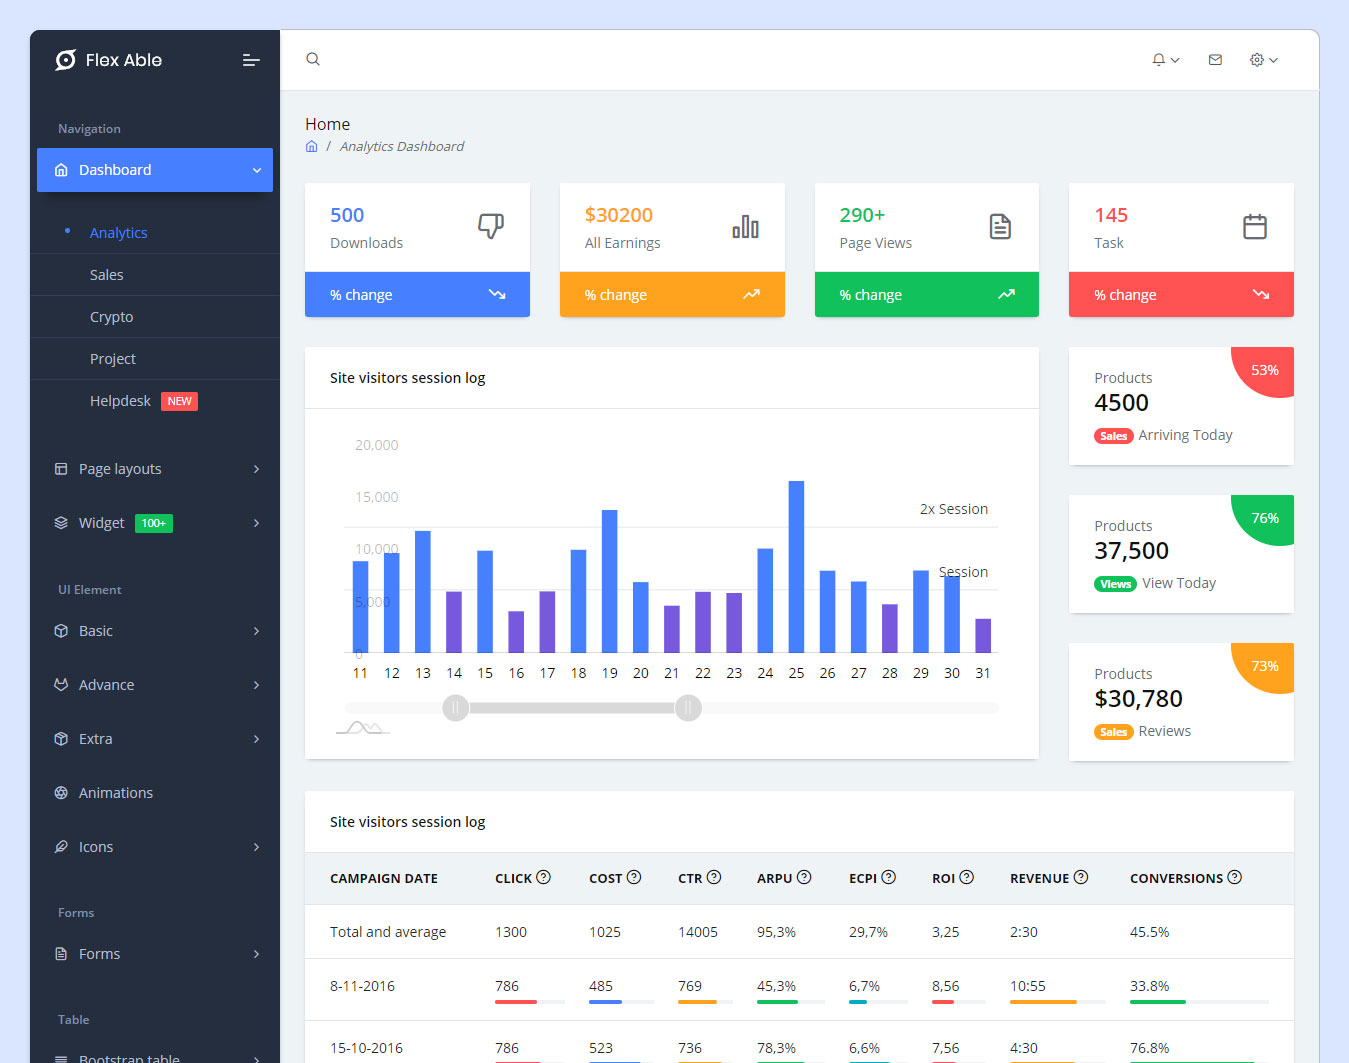 Flex Able
Navigation
Dashboard
Analytics
Sales
Crypto
Project
Helpdesk NEW
Page layouts
Widget 100+
UI Element
Basic
Advance
Extra
Animations
Icons
Forms
Forms
Table
Bootstrap table
Home
/ Analytics Dashboard
500
Downloads
% change
$30200
All Earnings
% change
290+
Page Views
% change
145
Task
% change
Site visitors session log
20,000
15,000
10,000
5,000
0
2x Session
Session
11 12 13 14 15 16 17 18 19 20 21 22 23 24 25 26 27 28 29 30 31
53%
Products
4500
Sales Arriving Today
76%
Products
37,500
Views View Today
73%
Products
$30,780
Sales Reviews
Site visitors session log
CAMPAIGN DATE CLICK COST CTR ARPU ECPI ROI REVENUE CONVERSIONS
Total and average 1300 1025 14005 95,3% 29,7% 3,25 2:30 45.5%
8-11-2016 786 485 769 45,3% 6,7% 8,56 10:55 33.8%
15-10-2016 786 523 736 78,3% 6,6% 7,56 4:30 76.8%